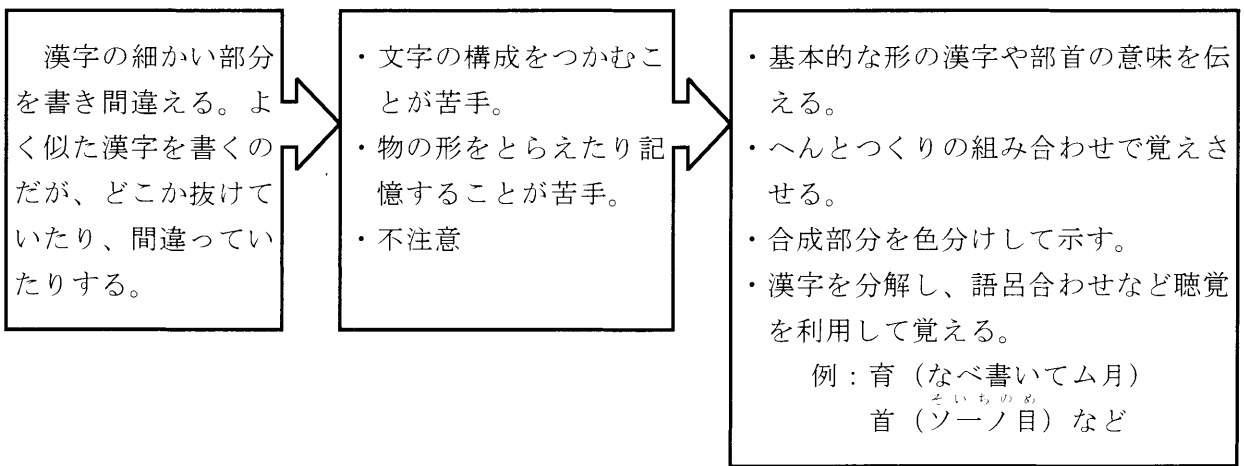 漢字の細かい部分
を書き間違える。よ
く似た漢字を書くの
だが、どこか抜けて
いたり、間違ってい
たりする。
・文字の構成をつかむこ
とが苦手。
・物の形をとらえたり記
憶することが苦手。
・不注意
・基本的な形の漢字や部首の意味を伝
える。
・へんとつくりの組み合わせで覚えさ
せる。
・合成部分を色分けして示す。
・漢字を分解し、語呂合わせなど聴覚
を利用して覚える。
例：育（なべ書いてム月）
そいちのめ
首（ソ一ノ目）など